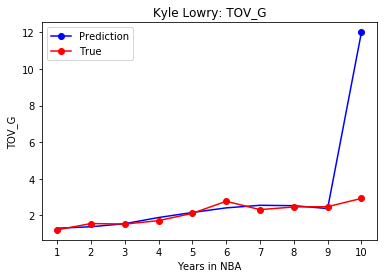 Kyle Lowry: TOV_G
Prediction
True
12
10
8
6
4
2
TOV_G
1 2 3 4 5 6 7 8 9 10
Years in NBA